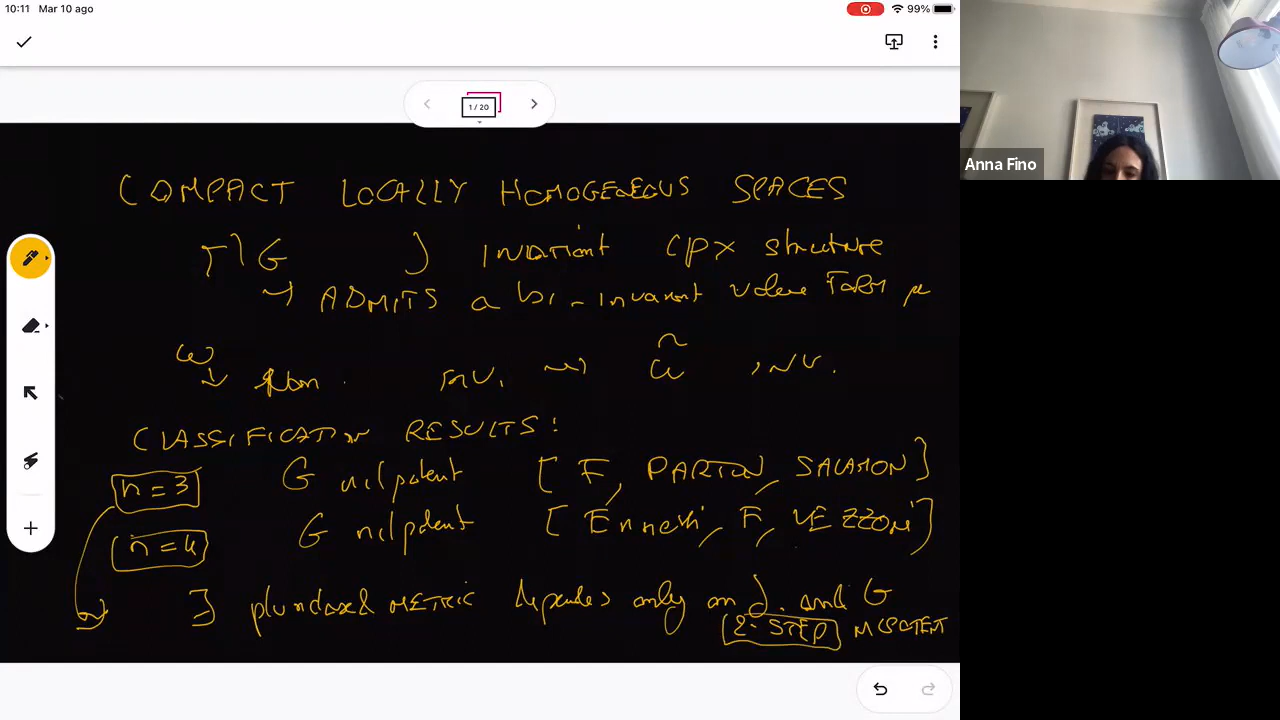 10:11 Mar 10 ago
99%
1 / 20
Anna Fino
COMPACT LOCALLY HOMOGENEOUS SPACES
Γ\G J invariant cpx structure
→ ADMITS a bi-invariant volume form μ
ω
→ non inv. ⇝ ω̃ inv.
CLASSIFICATION RESULTS:
n=3 G nilpotent [F, PARTON, SALAMON]
n=4 G nilpotent [Enrietti, F, VEZZONI]
∃ pluriclosed METRIC depends only on J. and G
2-STEP NILPOTENT